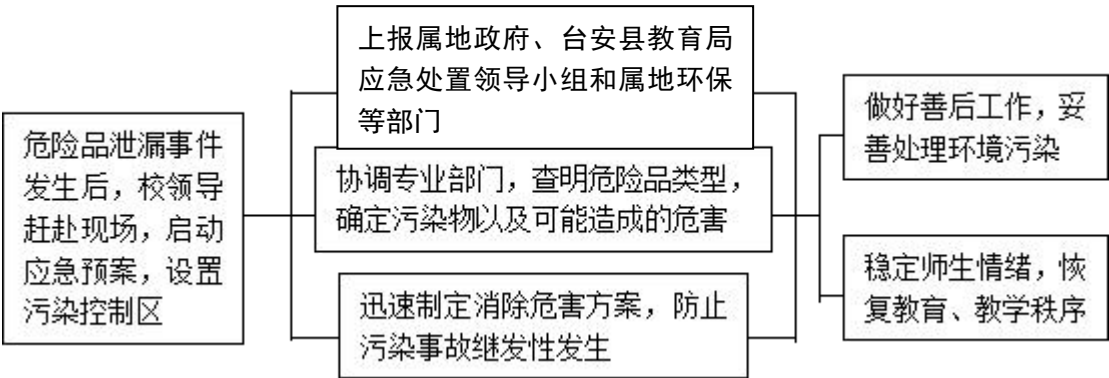 危险品泄漏事件
发生后，校领导
赶赴现场，启动
应急预案，设置
污染控制区
上报属地政府、台安县教育局
应急处置领导小组和属地环保
等部门
协调专业部门，查明危险品类型，
确定污染物以及可能造成的危害
迅速制定消除危害方案，防止
污染事故继发性发生
做好善后工作，妥
善处理环境污染
稳定师生情绪，恢
复教育、教学秩序